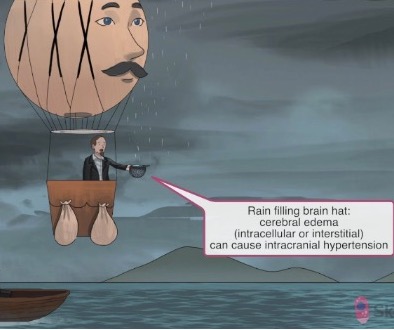 Rain filling brain hat:
cerebral edema
(intracellular or interstitial)
can cause intracranial hypertension